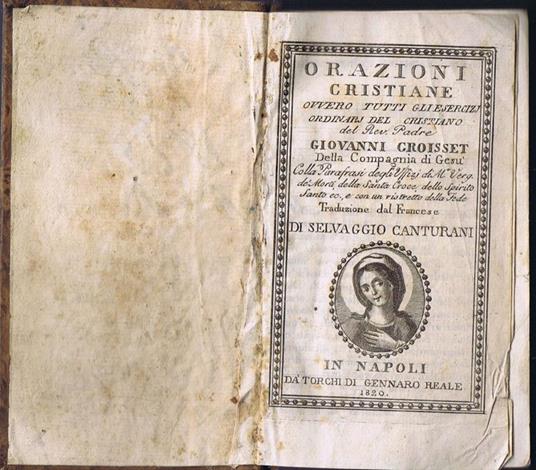 ORAZIONI
CRISTIANE
OVVERO TUTTI GLI ESERCIZJ
ORDINARJ DEL CRISTIANO
del Rev. Padre
GIOVANNI CROISSET
Della Compagnia di Gesu'
Colla Parafrasi degli Uffizj di M.ª Verg.
de' Morti, della Santa Croce, dello Spirito
Santo ec., e con un ristretto della Fede
Traduzione dal Francese
DI SELVAGGIO CANTURANI
IN NAPOLI
DA' TORCHI DI GENNARO REALE
1820.